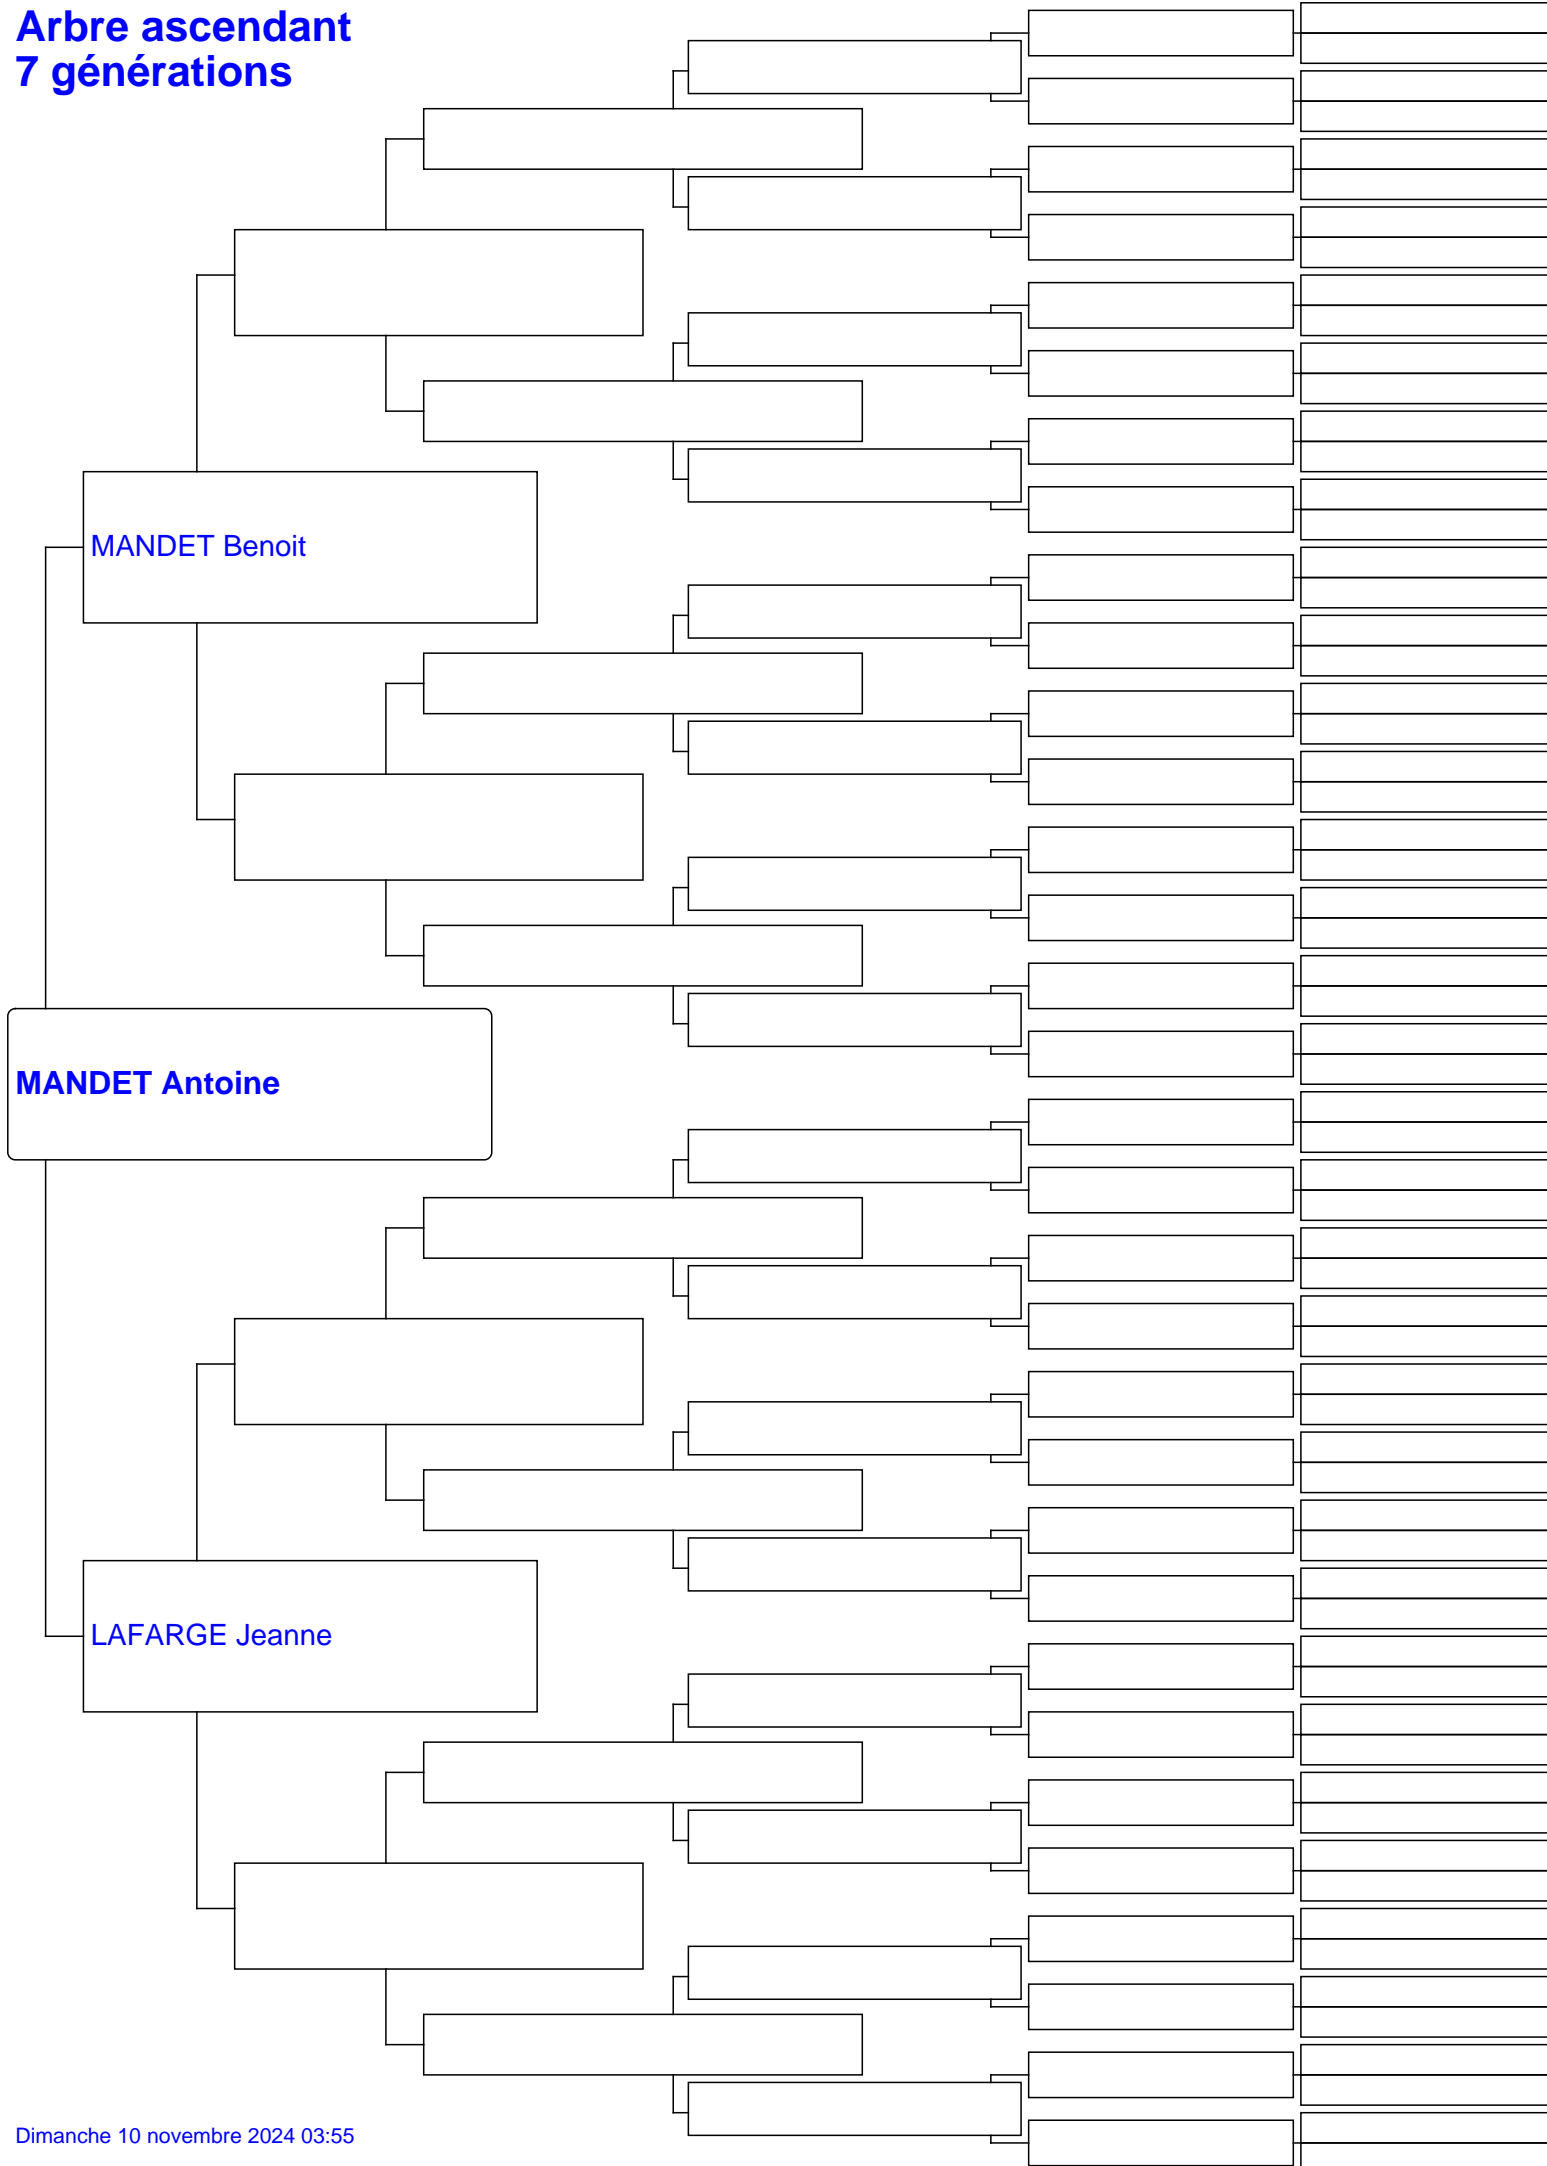 Arbre ascendant
7 générations
MANDET Benoit
MANDET Antoine
LAFARGE Jeanne
Dimanche 10 novembre 2024 03:55